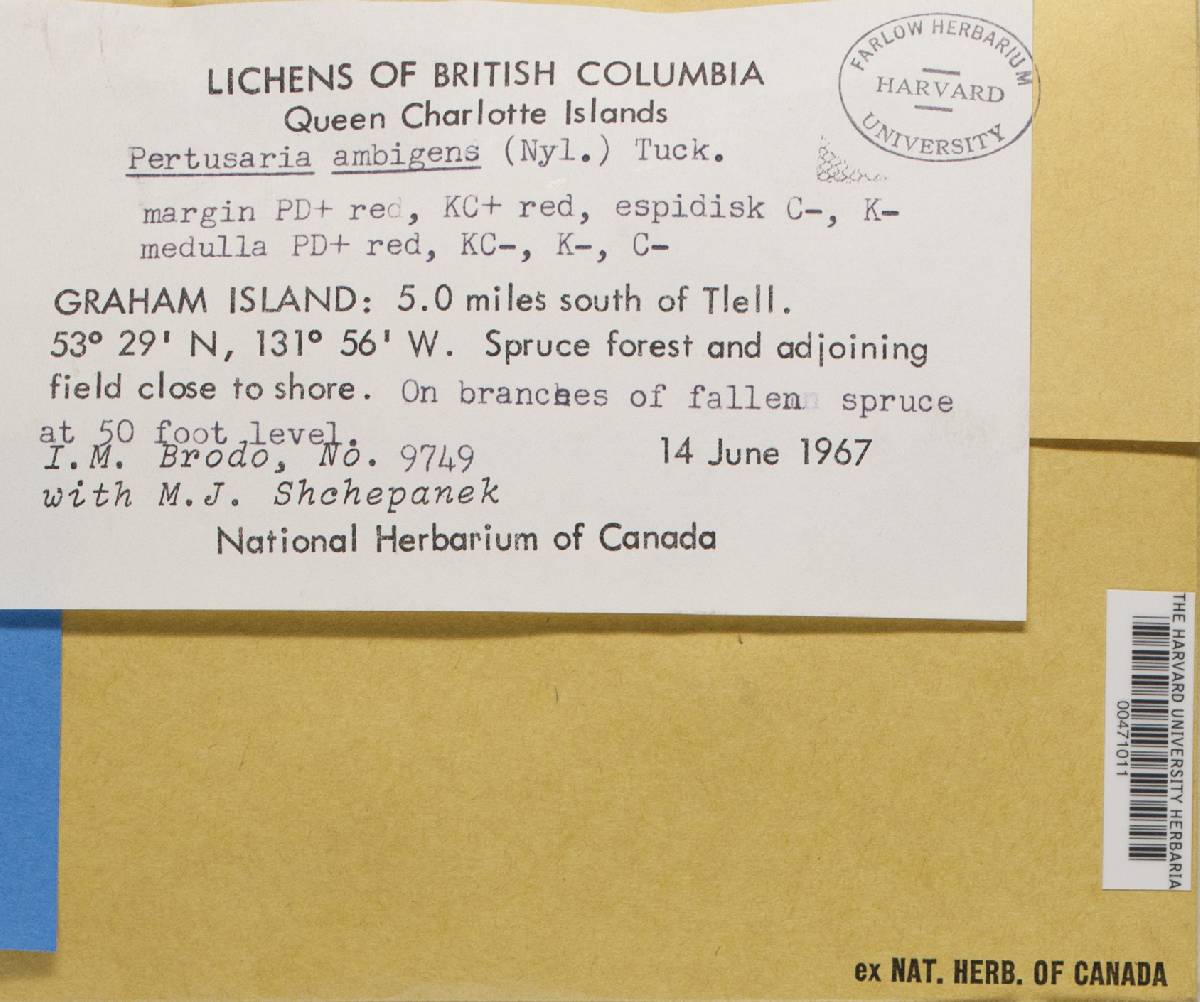 LICHENS OF BRITISH COLUMBIA
Queen Charlotte Islands
Pertusaria ambigens (Nyl.) Tuck.
margin PD+ red, KC+ red, espidisk C-, K-
medulla PD+ red, KC-, K-, C-
GRAHAM ISLAND: 5.0 miles south of Tlell.
53° 29' N, 131° 56' W. Spruce forest and adjoining
field close to shore. On branches of fallen spruce
at 50 foot level.
I.M. Brodo, No. 9749 14 June 1967
with M.J. Shchepanek
National Herbarium of Canada
FARLOW HERBARIUM
HARVARD
UNIVERSITY
THE HARVARD UNIVERSITY HERBARIA
00471011
ex NAT. HERB. OF CANADA